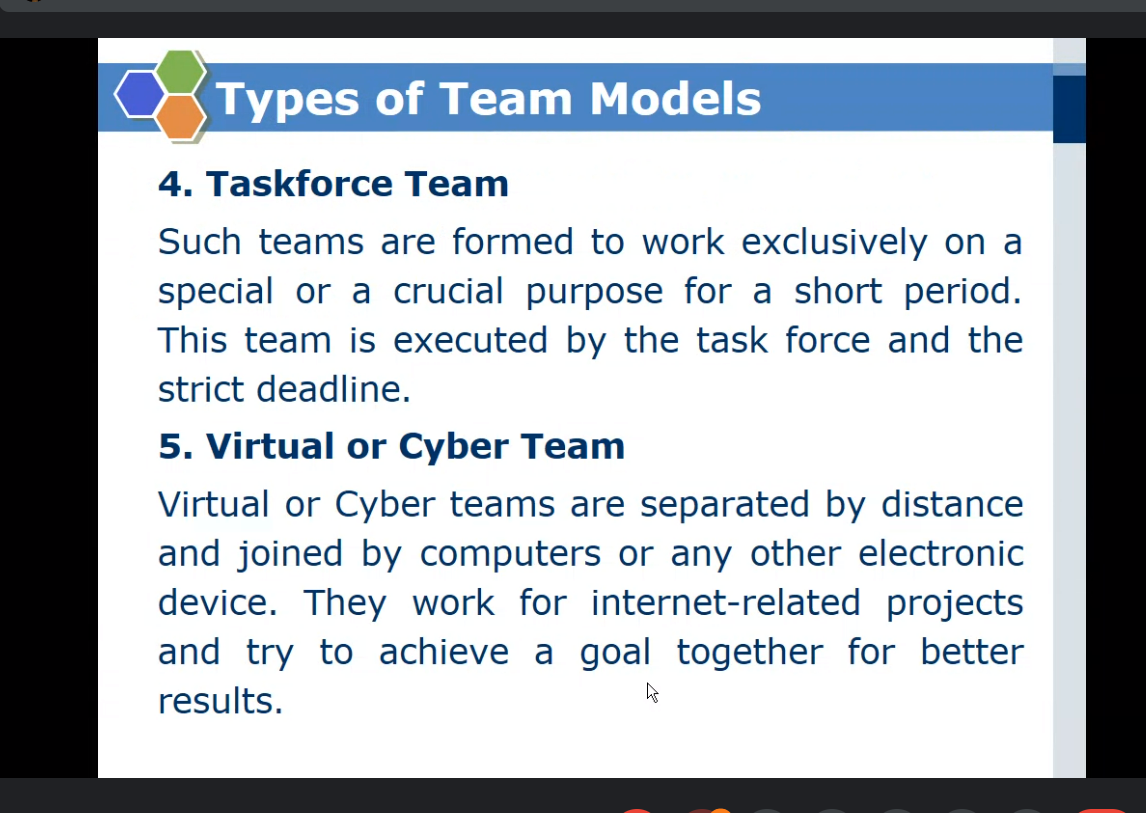 Types of Team Models
4. Taskforce Team
Such teams are formed to work exclusively on a
special or a crucial purpose for a short period.
This team is executed by the task force and the
strict deadline.
5. Virtual or Cyber Team
Virtual or Cyber teams are separated by distance
and joined by computers or any other electronic
device. They work for internet-related projects
and try to achieve a goal together for better
results.